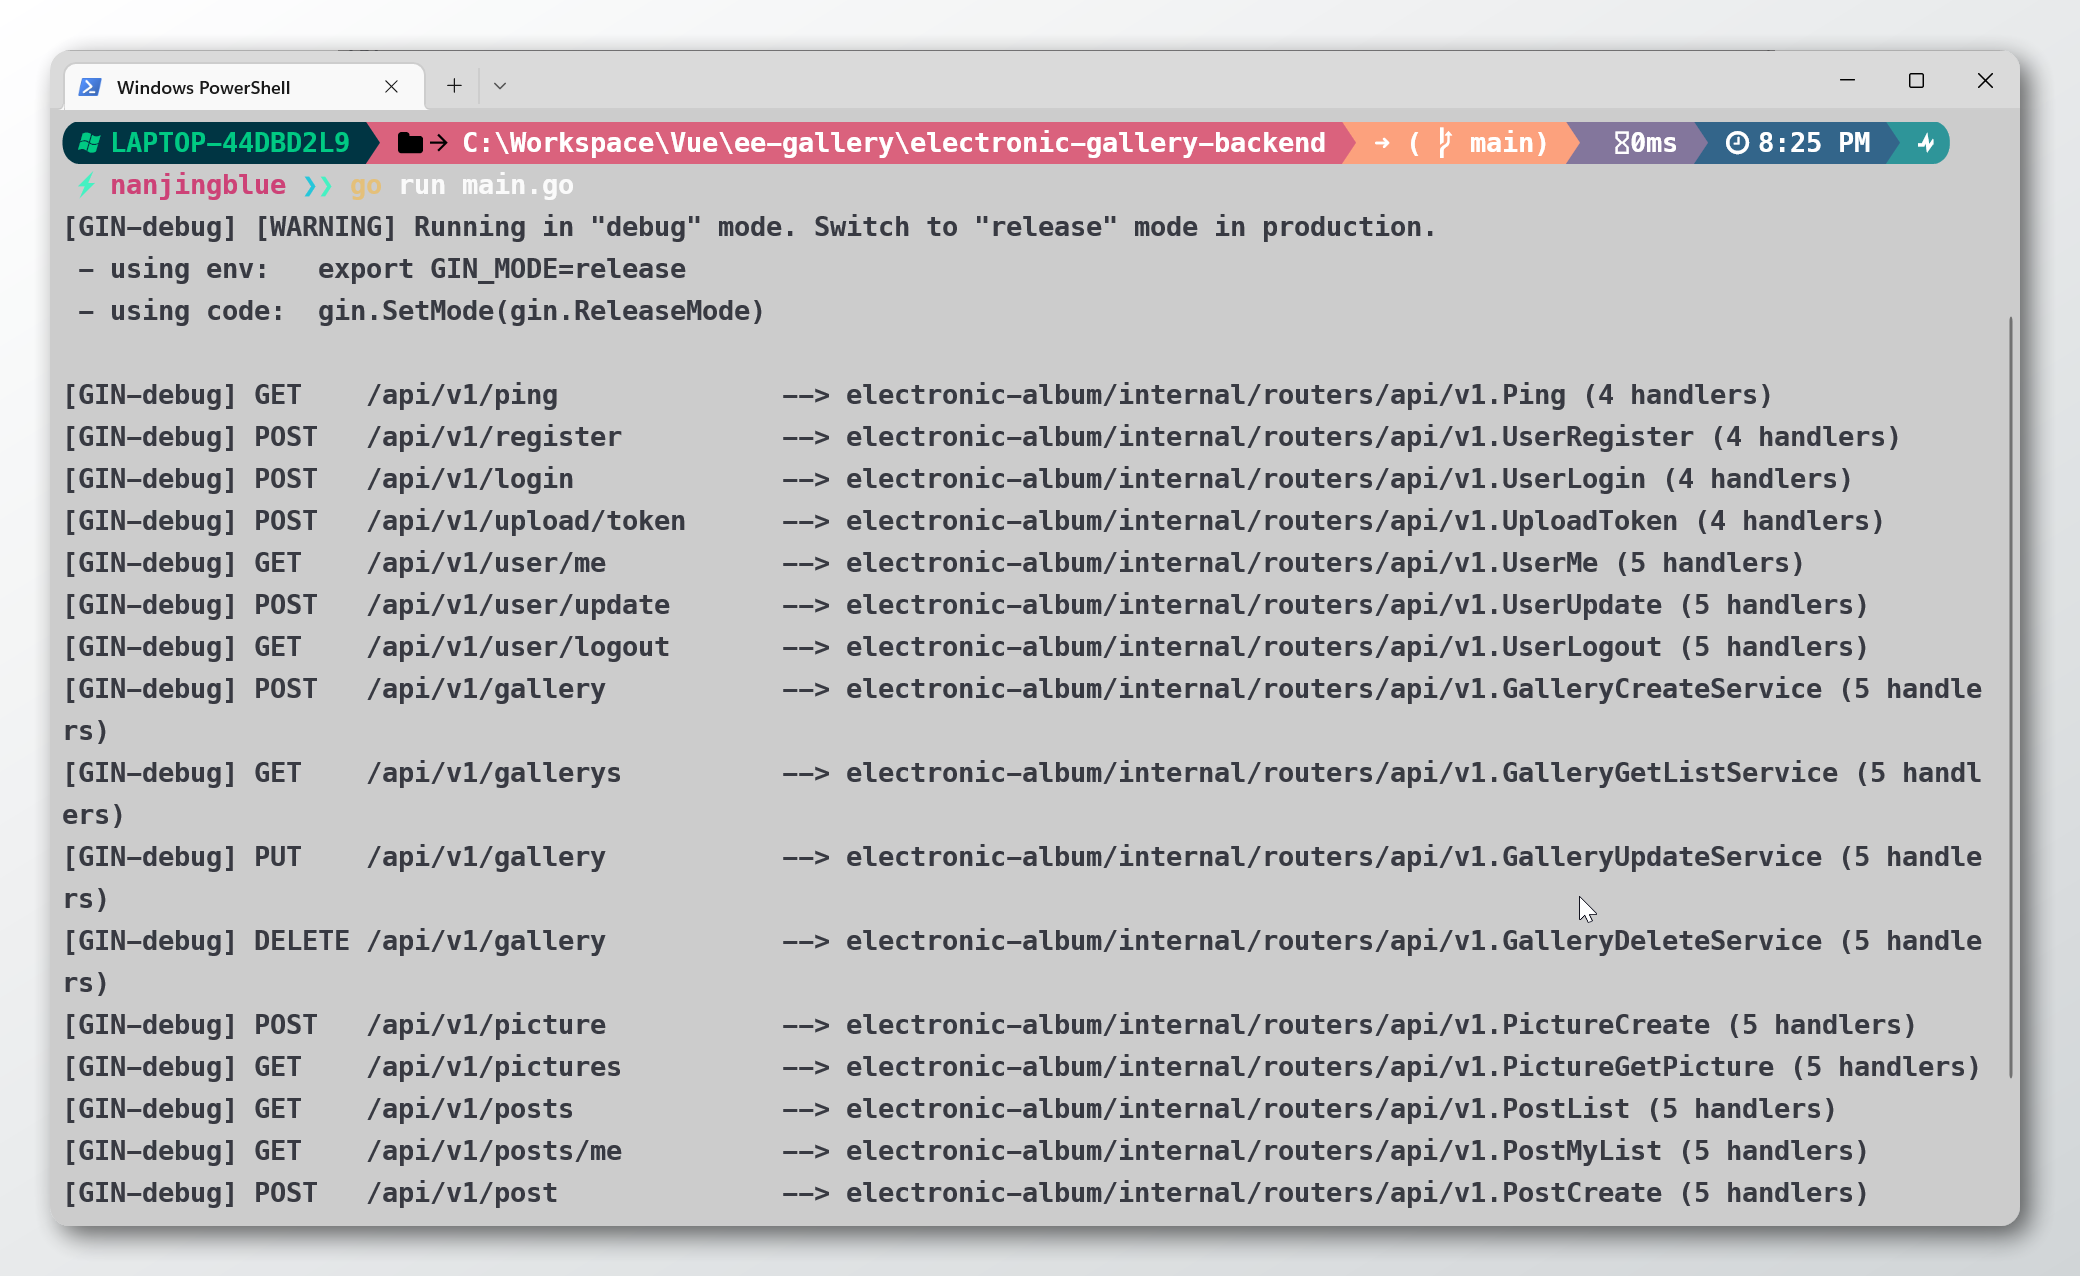 Windows PowerShell
LAPTOP-44DBD2L9 → C:\Workspace\Vue\ee-gallery\electronic-gallery-backend → ( main) 0ms 8:25 PM
nanjingblue ❯❯ go run main.go
[GIN-debug] [WARNING] Running in "debug" mode. Switch to "release" mode in production.
- using env:   export GIN_MODE=release
- using code:  gin.SetMode(gin.ReleaseMode)
[GIN-debug] GET    /api/v1/ping              --> electronic-album/internal/routers/api/v1.Ping (4 handlers)
[GIN-debug] POST   /api/v1/register          --> electronic-album/internal/routers/api/v1.UserRegister (4 handlers)
[GIN-debug] POST   /api/v1/login             --> electronic-album/internal/routers/api/v1.UserLogin (4 handlers)
[GIN-debug] POST   /api/v1/upload/token      --> electronic-album/internal/routers/api/v1.UploadToken (4 handlers)
[GIN-debug] GET    /api/v1/user/me           --> electronic-album/internal/routers/api/v1.UserMe (5 handlers)
[GIN-debug] POST   /api/v1/user/update       --> electronic-album/internal/routers/api/v1.UserUpdate (5 handlers)
[GIN-debug] GET    /api/v1/user/logout       --> electronic-album/internal/routers/api/v1.UserLogout (5 handlers)
[GIN-debug] POST   /api/v1/gallery           --> electronic-album/internal/routers/api/v1.GalleryCreateService (5 handle
rs)
[GIN-debug] GET    /api/v1/gallerys          --> electronic-album/internal/routers/api/v1.GalleryGetListService (5 handl
ers)
[GIN-debug] PUT    /api/v1/gallery           --> electronic-album/internal/routers/api/v1.GalleryUpdateService (5 handle
rs)
[GIN-debug] DELETE /api/v1/gallery           --> electronic-album/internal/routers/api/v1.GalleryDeleteService (5 handle
rs)
[GIN-debug] POST   /api/v1/picture           --> electronic-album/internal/routers/api/v1.PictureCreate (5 handlers)
[GIN-debug] GET    /api/v1/pictures          --> electronic-album/internal/routers/api/v1.PictureGetPicture (5 handlers)
[GIN-debug] GET    /api/v1/posts             --> electronic-album/internal/routers/api/v1.PostList (5 handlers)
[GIN-debug] GET    /api/v1/posts/me          --> electronic-album/internal/routers/api/v1.PostMyList (5 handlers)
[GIN-debug] POST   /api/v1/post              --> electronic-album/internal/routers/api/v1.PostCreate (5 handlers)